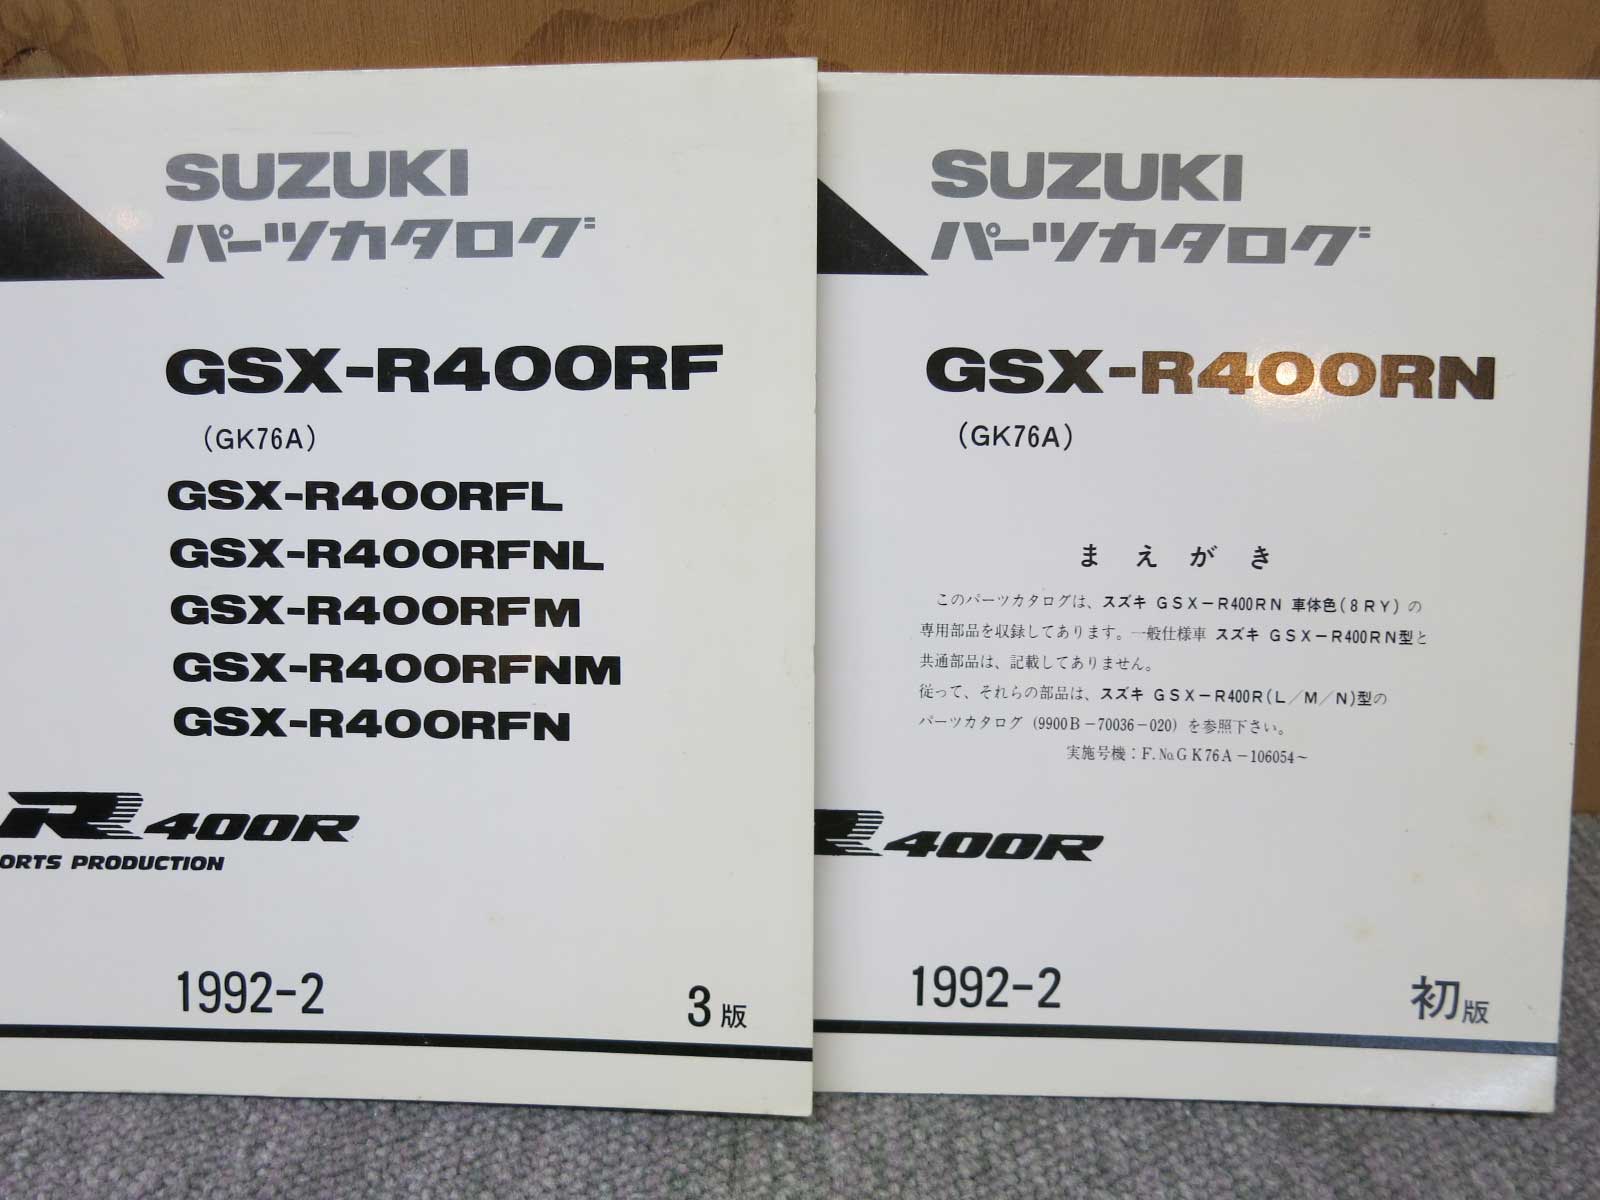 SUZUKI
パーツカタログ
GSX-R400RF
(GK76A)
GSX-R400RFL
GSX-R400RFNL
GSX-R400RFM
GSX-R400RFNM
GSX-R400RFN
R 400R
ORTS PRODUCTION
1992-2
3版
SUZUKI
パーツカタログ
GSX-R400RN
(GK76A)
まえがき
このパーツカタログは、スズキ GSX-R400RN 車体色(8RY)の
専用部品を収録してあります。一般仕様車 スズキ GSX-R400RN型と
共通部品は、記載してありません。
従って、それらの部品は、スズキ GSX-R400R(L/M/N)型の
パーツカタログ (9900B-70036-020) を参照下さい。
実施号機：F.No.GK76A-106054~
R 400R
1992-2
初版